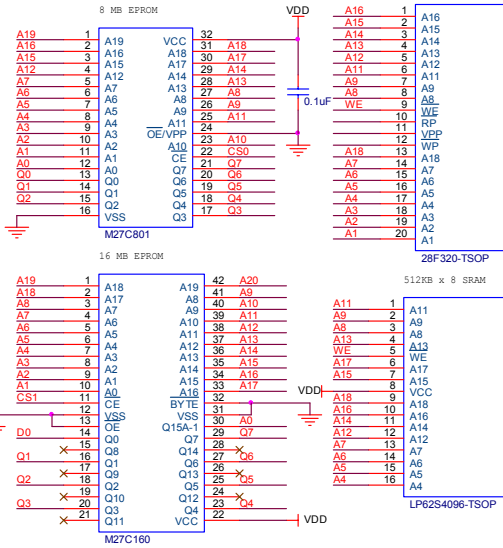 8 MB EPROM
A19 1 A19 VCC 32
A16 2 A16 A18 31 A18
A15 3 A15 A17 30 A17
A12 4 A12 A14 29 A14
A7 5 A7 A13 28 A13
A6 6 A6 A8 27 A8
A5 7 A5 A9 26 A9
A4 8 A4 A11 25 A11
A3 9 A3 OE/VPP 24
A2 10 A2 A10 23 A10
A1 11 A1 CE 22 CS0
A0 12 A0 Q7 21 Q7
Q0 13 Q0 Q6 20 Q6
Q1 14 Q1 Q5 19 Q5
Q2 15 Q2 Q4 18 Q4
16 VSS Q3 17 Q3
M27C801
VDD
0.1uF
A16 1 A16
A15 2 A15
A14 3 A14
A13 4 A13
A12 5 A12
A11 6 A11
A9 7 A9
A8 8 A8
WE 9 WE
10 RP
11 VPP
12 WP
A18 13 A18
A7 14 A7
A6 15 A6
A5 16 A5
A4 17 A4
A3 18 A3
A2 19 A2
A1 20 A1
28F320-TSOP
16 MB EPROM
A19 1 A18 A19 42 A20
A18 2 A17 A8 41 A9
A8 3 A7 A9 40 A10
A7 4 A6 A10 39 A11
A6 5 A5 A11 38 A12
A5 6 A4 A12 37 A13
A4 7 A3 A13 36 A14
A3 8 A2 A14 35 A15
A2 9 A1 A15 34 A16
A1 10 A0 A16 33 A17
CS1 11 CE BYTE 32
12 VSS VSS 31
13 OE Q15A-1 30 A0
D0 14 Q0 Q7 29 Q7
15 Q8 Q14 28
Q1 16 Q1 Q6 27 Q6
17 Q9 Q13 26
Q2 18 Q2 Q5 25 Q5
19 Q10 Q12 24
Q3 20 Q3 Q4 23 Q4
21 Q11 VCC 22 VDD
M27C160
512KB x 8 SRAM
A11 1 A11
A9 2 A9
A8 3 A8
A13 4 A13
WE 5 WE
A17 6 A17
A15 7 A15
VDD 8 VCC
A18 9 A18
A16 10 A16
A14 11 A14
A12 12 A12
A7 13 A7
A6 14 A6
A5 15 A5
A4 16 A4
LP62S4096-TSOP